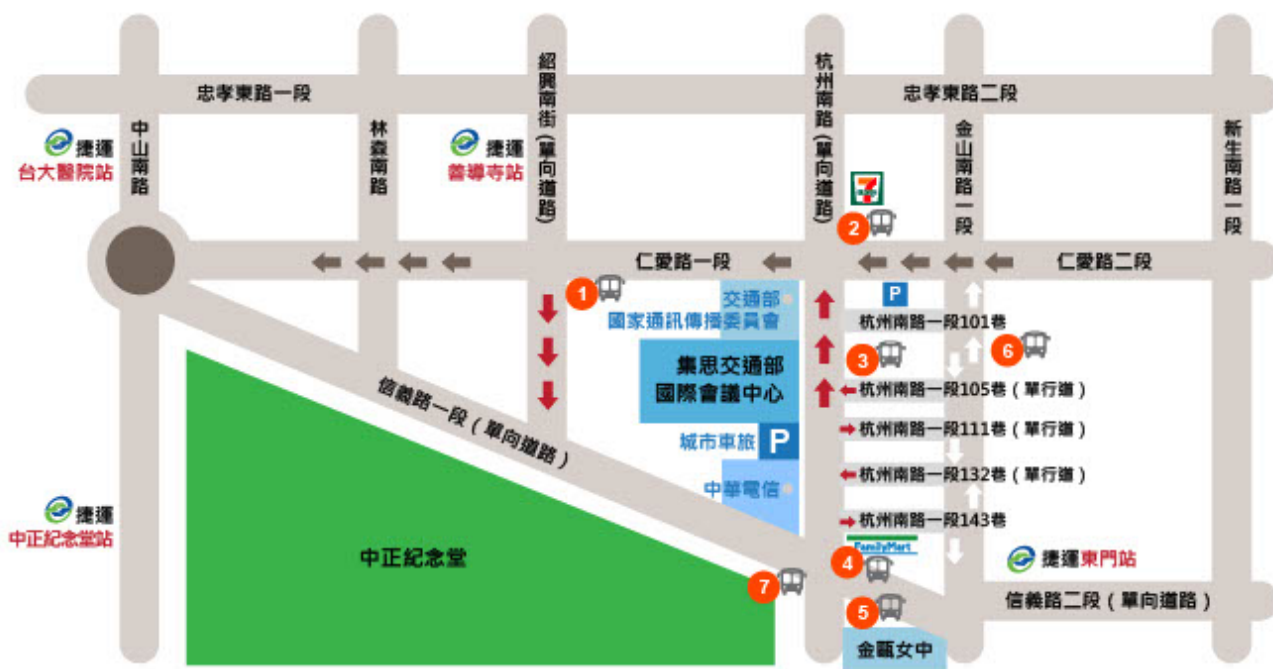 忠孝東路一段
忠孝東路二段
中山南路
林森南路
紹興南街(單向道路)
杭州南路(單向道路)
金山南路一段
新生南路一段
捷運
台大醫院站
捷運
善導寺站
7
2
仁愛路一段
仁愛路二段
1
交通部
國家通訊傳播委員會
P
杭州南路一段101巷
集思交通部
國際會議中心
3
6
杭州南路一段105巷(單行道)
信義路一段(單向道路)
城市車旅 P
杭州南路一段111巷(單行道)
中華電信
杭州南路一段132巷(單行道)
捷運
中正紀念堂站
杭州南路一段143巷
FamilyMart
中正紀念堂
捷運東門站
4
7
5
信義路二段(單向道路)
金甌女中